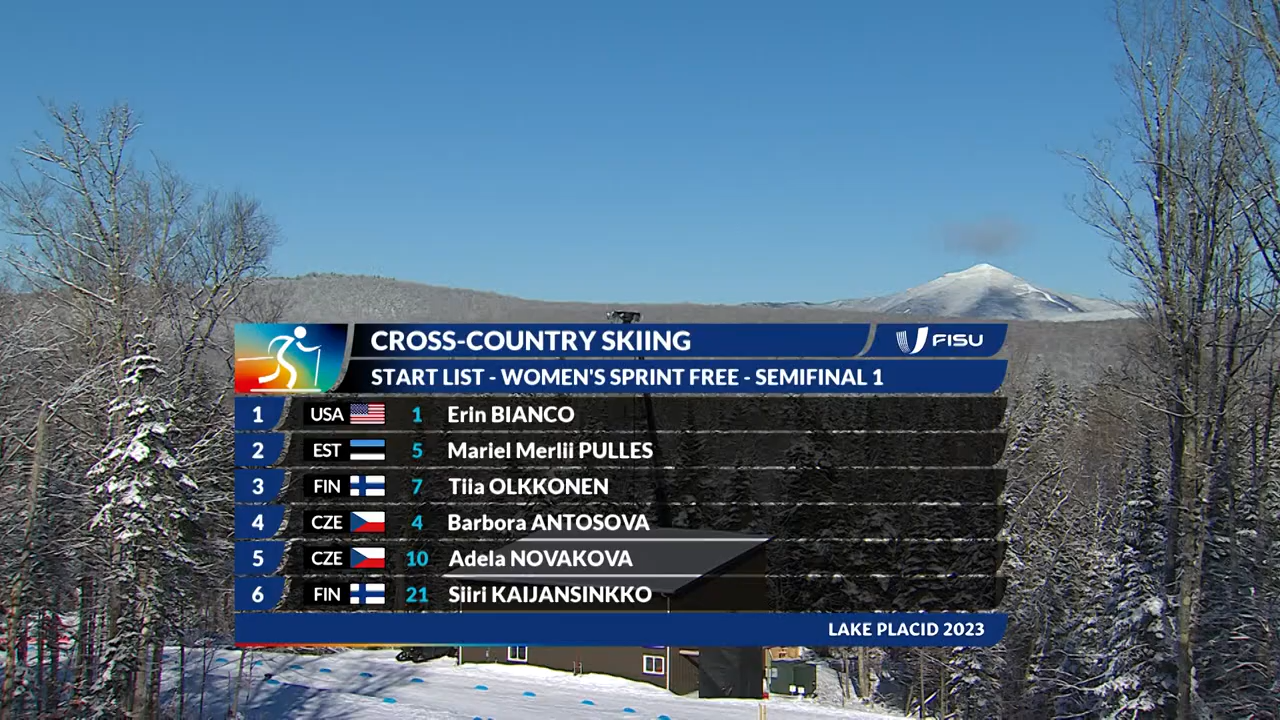 CROSS-COUNTRY SKIING
FISU
START LIST - WOMEN'S SPRINT FREE - SEMIFINAL 1
1 USA 1 Erin BIANCO
2 EST 5 Mariel Merlii PULLES
3 FIN 7 Tiia OLKKONEN
4 CZE 4 Barbora ANTOSOVA
5 CZE 10 Adela NOVAKOVA
6 FIN 21 Siiri KAIJANSINKKO
LAKE PLACID 2023